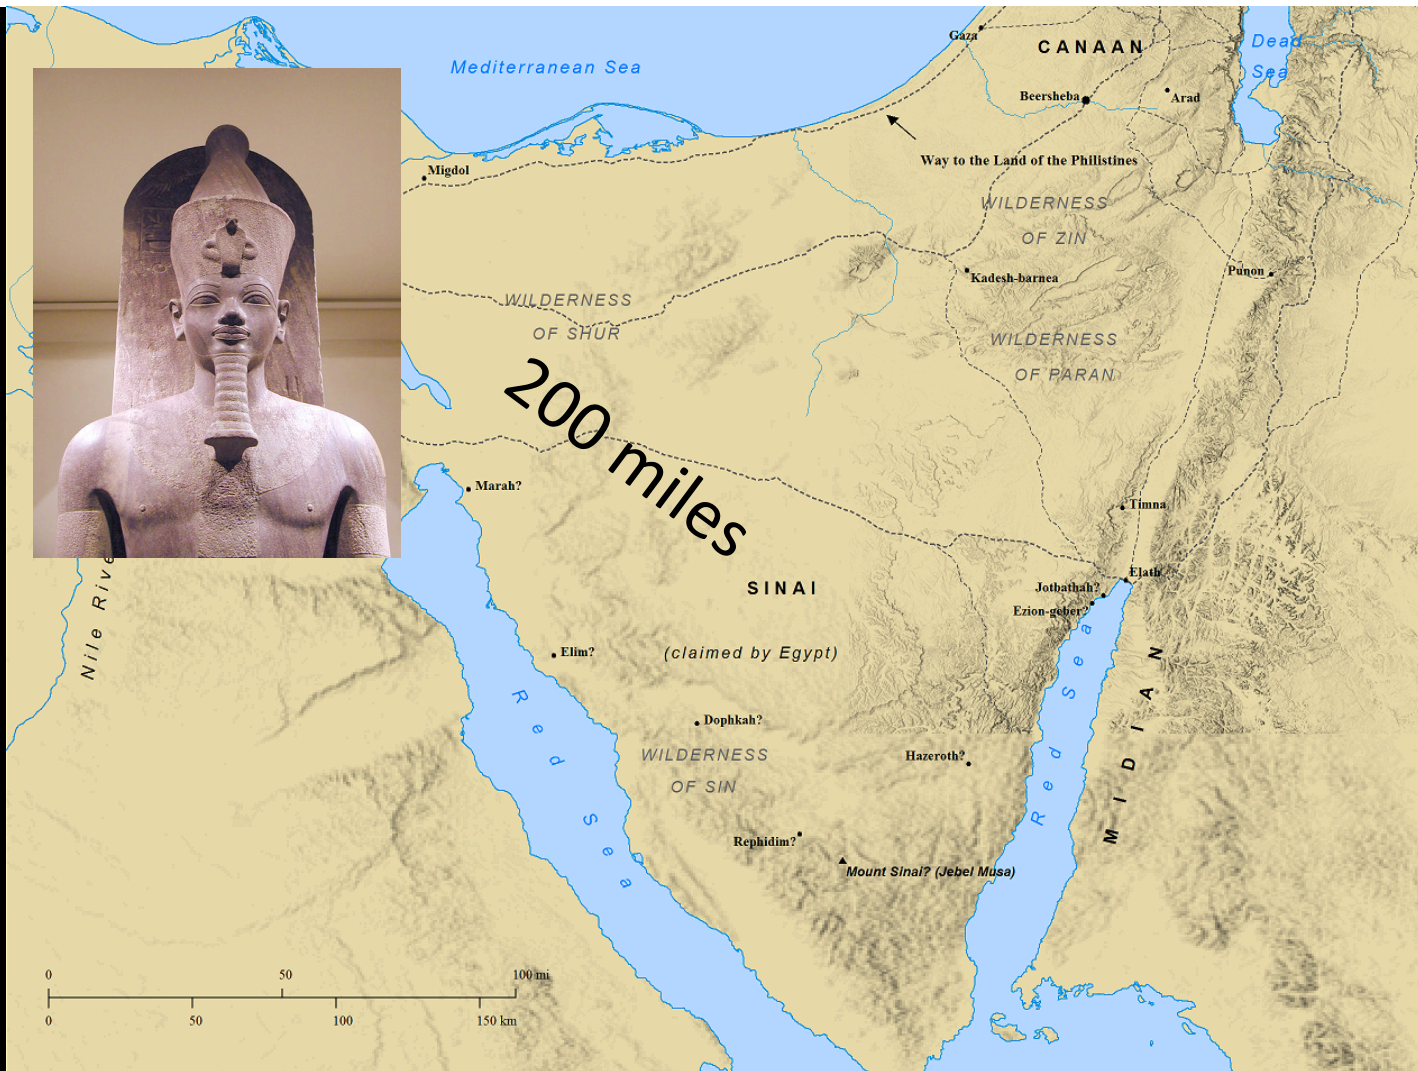 Gaza
CANAAN
Dead
Sea
Mediterranean Sea
Beersheba
Arad
Way to the Land of the Philistines
Migdol
WILDERNESS
OF ZIN
Kadesh-barnea
Punon
WILDERNESS
OF SHUR
WILDERNESS
OF PARAN
200 miles
Marah?
Timna
Elath
Jotbathah?
Ezion-geber?
SINAI
(claimed by Egypt)
Nile River
Elim?
Red Sea
Red Sea
MIDIAN
Dophkah?
WILDERNESS
OF SIN
Hazeroth?
Rephidim?
Mount Sinai? (Jebel Musa)
0 50 100 mi
0 50 100 150 km